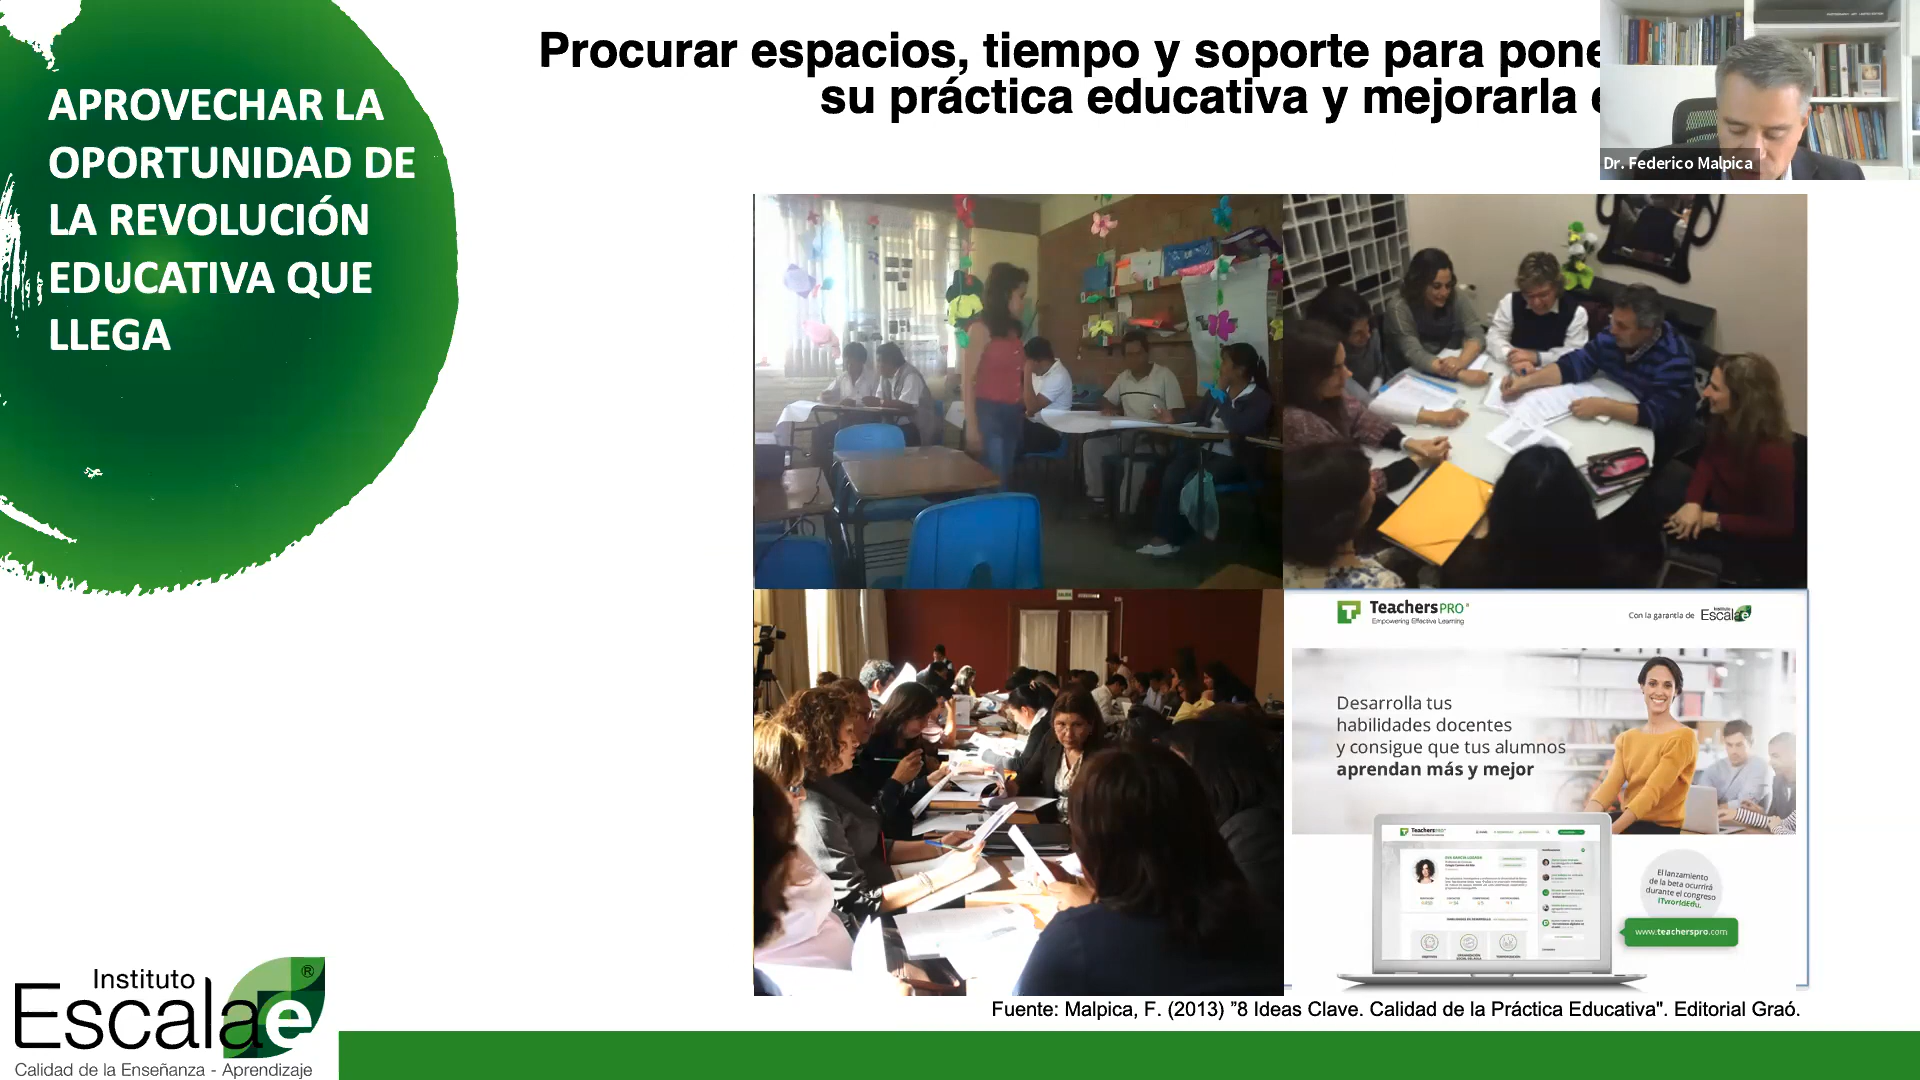 APROVECHAR LA
OPORTUNIDAD DE
LA REVOLUCIÓN
EDUCATIVA QUE
LLEGA
Procurar espacios, tiempo y soporte para pone
su práctica educativa y mejorarla
Dr. Federico Malpica
TeachersPRO
Empowering Effective Learning
Con la garantía de Instituto Escalae
Desarrolla tus
habilidades docentes
y consigue que tus alumnos
aprendan más y mejor
TeachersPRO
El lanzamiento
de la beta ocurrirá
durante el congreso
ITworldEdu.
www.teacherspro.com
Fuente: Malpica, F. (2013) ”8 Ideas Clave. Calidad de la Práctica Educativa". Editorial Graó.
Instituto
Escalae®
Calidad de la Enseñanza - Aprendizaje